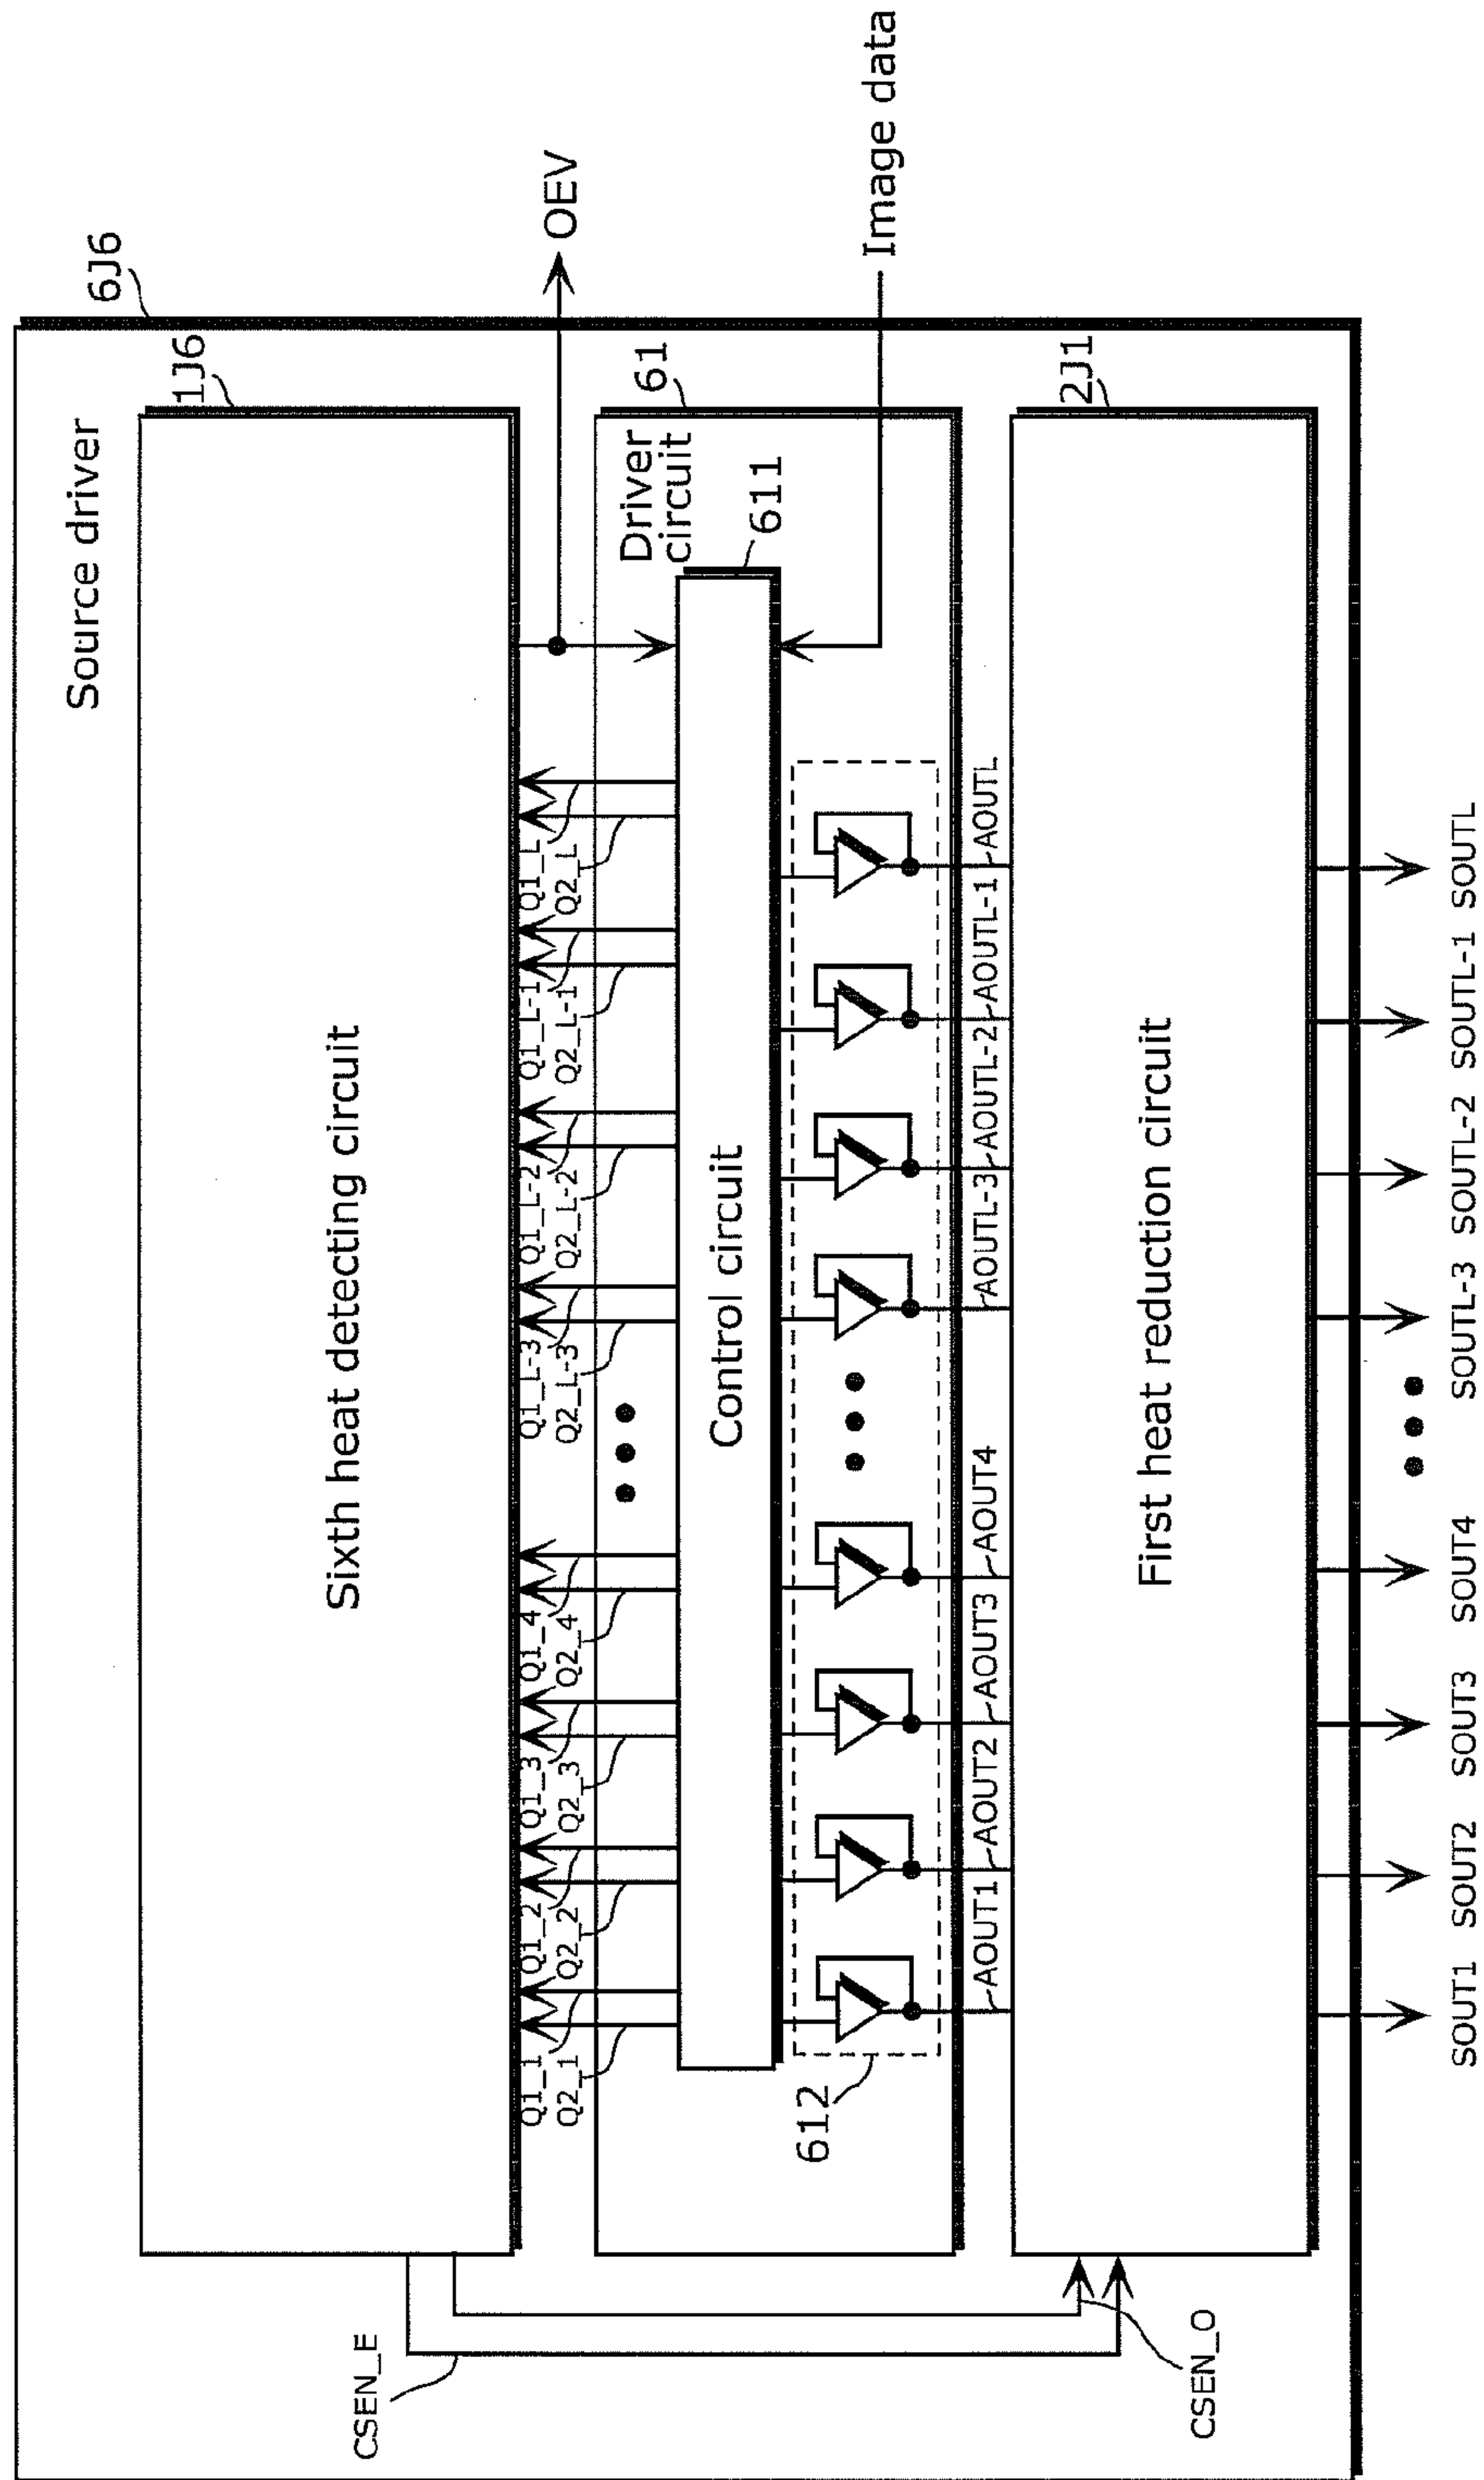 Source driver
6J6
1J6
Sixth heat detecting circuit
OEV
CSEN_E
Q1_1
Q2_1
Q1_2
Q2_2
Q1_3
Q2_3
Q1_4
Q2_4
Q1_L-3
Q2_L-3
Q1_L-2
Q2_L-2
Q1_L-1
Q2_L-1
Q1_L
Q2_L
Driver
circuit
61
611
Control circuit
Image data
612
AOUT1
AOUT2
AOUT3
AOUT4
AOUTL-3
AOUTL-2
AOUTL-1
AOUTL
2J1
First heat reduction circuit
CSEN_O
SOUT1
SOUT2
SOUT3
SOUT4
SOUTL-3
SOUTL-2
SOUTL-1
SOUTL